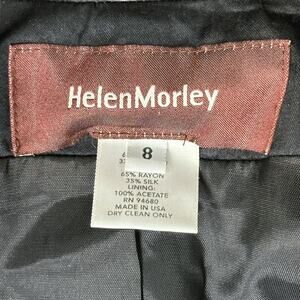 HelenMorley
8
65% RAYON
35% SILK
LINING:
100% ACETATE
RN 94680
MADE IN USA
DRY CLEAN ONLY